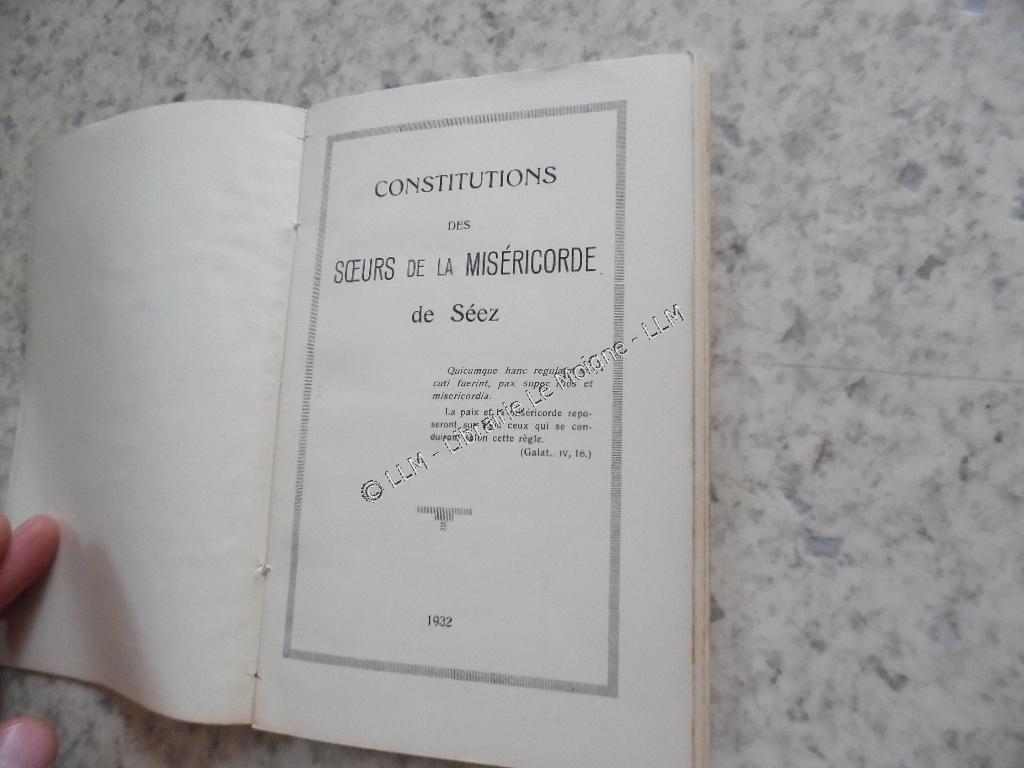 CONSTITUTIONS
DES
SŒURS DE LA MISÉRICORDE
de Séez
Quicumque hanc regulam
cuti fuerint, pax super illos et
misericordia.
La paix et la miséricorde repo-
seront sur tous ceux qui se con-
duiront selon cette règle.
(Galat., IV, 16.)
1932
© LLM - Librairie Le Moigne - LLM